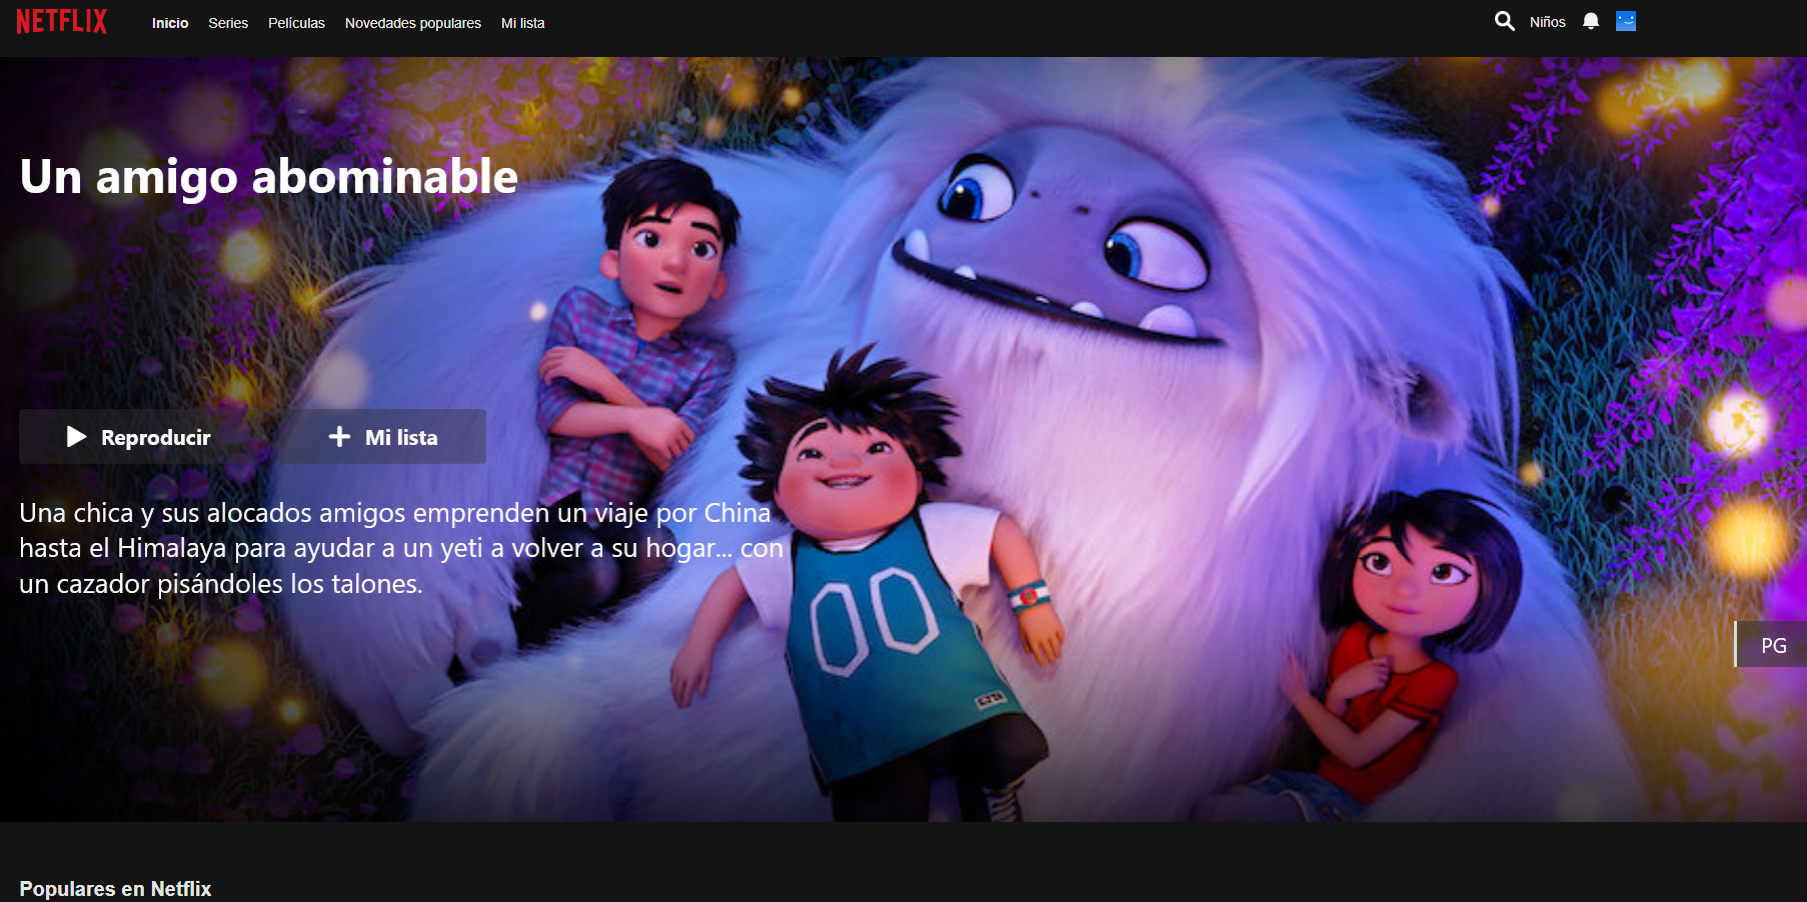 NETFLIX
Inicio Series Películas Novedades populares Mi lista
Niños
Un amigo abominable
Reproducir
Mi lista
Una chica y sus alocados amigos emprenden un viaje por China
hasta el Himalaya para ayudar a un yeti a volver a su hogar... con
un cazador pisándoles los talones.
00
PG
Populares en Netflix